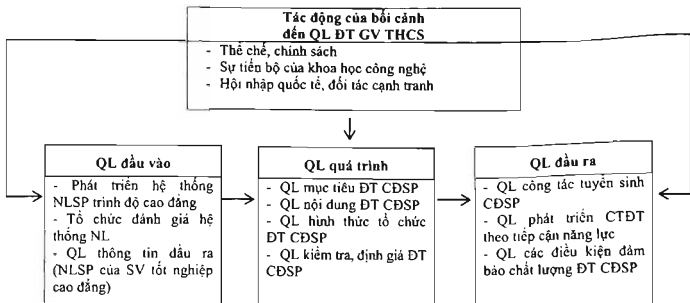 Tác động của bối cảnh
đến QL ĐT GV THCS
- Thể chế, chính sách
- Sự tiến bộ của khoa học công nghệ
- Hội nhập quốc tế, đối tác cạnh tranh
QL đầu vào
- Phát triển hệ thống
NLSP trình độ cao đẳng
- Tổ chức đánh giá hệ
thống NL
- QL thông tin đầu ra
(NLSP của SV tốt nghiệp
cao đẳng)
QL quá trình
- QL mục tiêu ĐT CĐSP
- QL nội dung ĐT CĐSP
- QL hình thức tổ chức
ĐT CĐSP
- QL kiểm tra, định giá ĐT
CĐSP
QL đầu ra
- QL công tác tuyển sinh
CĐSP
- QL phát triển CTĐT
theo tiếp cận năng lực
- QL các điều kiện đảm
bảo chất lượng ĐT CĐSP